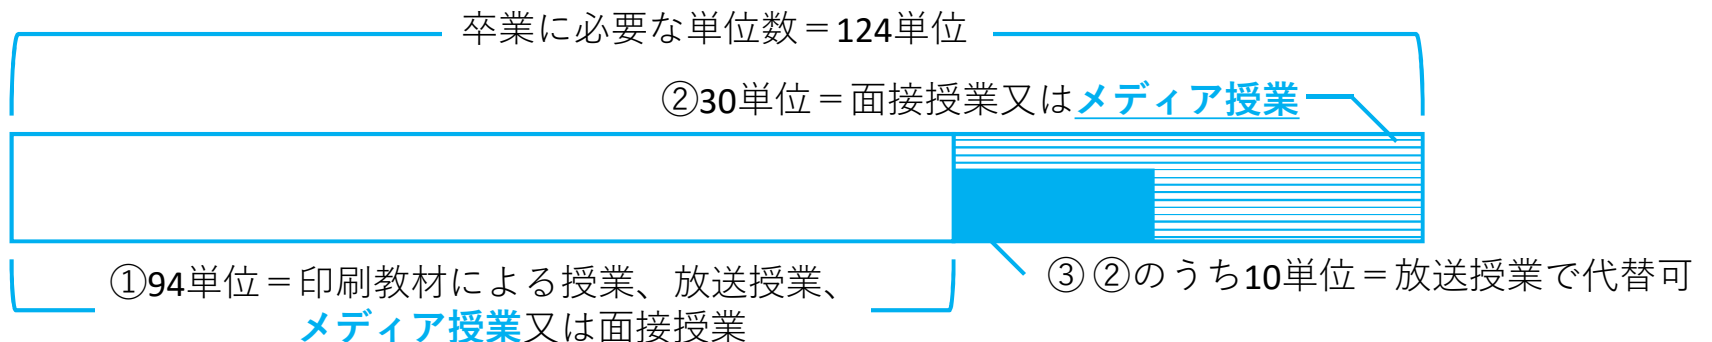 卒業に必要な単位数＝124単位
②30単位＝面接授業又はメディア授業
①94単位＝印刷教材による授業、放送授業、
メディア授業又は面接授業
③ ②のうち10単位＝放送授業で代替可